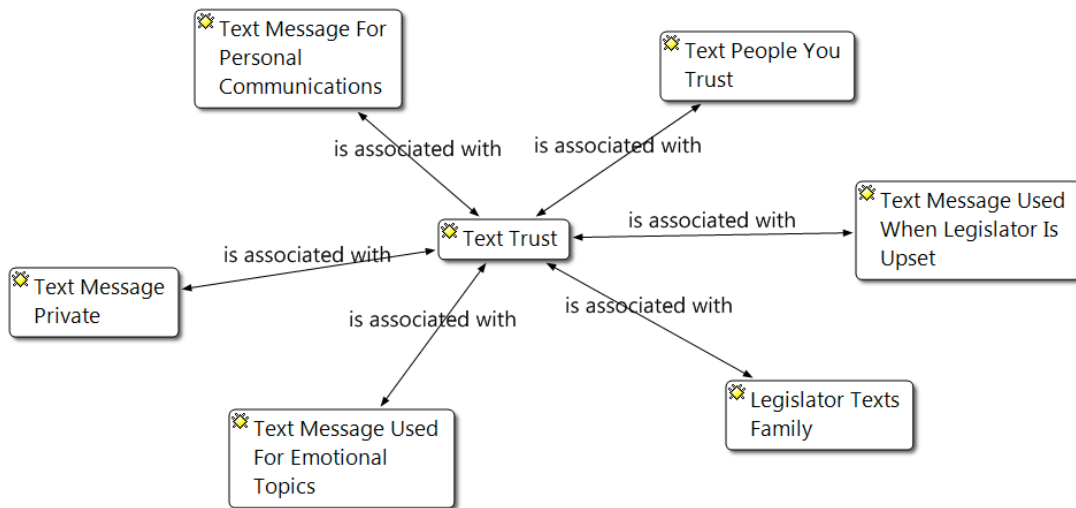 Text Message For
Personal
Communications
Text People You
Trust
is associated with
is associated with
Text Message Used
When Legislator Is
Upset
is associated with
Text Trust
is associated with
Text Message
Private
is associated with
is associated with
Legislator Texts
Family
Text Message Used
For Emotional
Topics